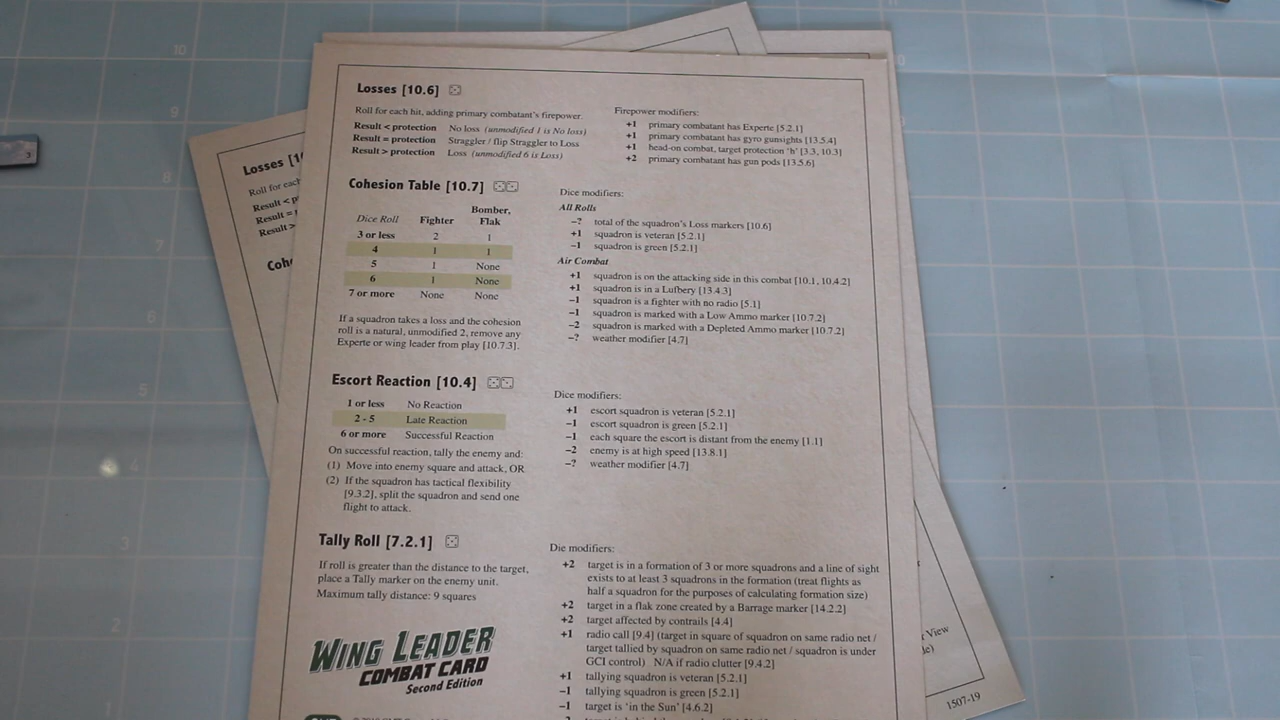 Losses [10.6]
Roll for each hit, adding primary combatant's firepower.
Result < protection No loss (unmodified 1 is No loss)
Result = protection Straggler / flip Straggler to Loss
Result > protection Loss (unmodified 6 is Loss)
Firepower modifiers:
+1 primary combatant has Experte [5.2.1]
+1 primary combatant has gyro gunsights [13.5.4]
+1 head-on combat, target protection 'h' [3.3, 10.3]
+2 primary combatant has gun pods [13.5.6]
Cohesion Table [10.7]
Dice Roll Fighter Bomber, Flak
3 or less 2 1
4 1 1
5 1 None
6 1 None
7 or more None None
If a squadron takes a loss and the cohesion
roll is a natural, unmodified 2, remove any
Experte or wing leader from play [10.7.3].
Dice modifiers:
All Rolls
–? total of the squadron's Loss markers [10.6]
+1 squadron is veteran [5.2.1]
–1 squadron is green [5.2.1]
Air Combat
+1 squadron is on the attacking side in this combat [10.1, 10.4.2]
+1 squadron is in a Lufbery [13.4.3]
–1 squadron is a fighter with no radio [5.1]
–1 squadron is marked with a Low Ammo marker [10.7.2]
–2 squadron is marked with a Depleted Ammo marker [10.7.2]
–? weather modifier [4.7]
Escort Reaction [10.4]
1 or less No Reaction
2 - 5 Late Reaction
6 or more Successful Reaction
On successful reaction, tally the enemy and:
(1) Move into enemy square and attack, OR
(2) If the squadron has tactical flexibility
[9.3.2], split the squadron and send one
flight to attack.
Dice modifiers:
+1 escort squadron is veteran [5.2.1]
–1 escort squadron is green [5.2.1]
–1 each square the escort is distant from the enemy [1.1]
–2 enemy is at high speed [13.8.1]
–? weather modifier [4.7]
Tally Roll [7.2.1]
If roll is greater than the distance to the target,
place a Tally marker on the enemy unit.
Maximum tally distance: 9 squares
Die modifiers:
+2 target is in a formation of 3 or more squadrons and a line of sight
exists to at least 3 squadrons in the formation (treat flights as
half a squadron for the purposes of calculating formation size)
+2 target in a flak zone created by a Barrage marker [14.2.2]
+2 target affected by contrails [4.4]
+1 radio call [9.4] (target in square of squadron on same radio net /
target tallied by squadron on same radio net / squadron is under
GCI control) N/A if radio clutter [9.4.2]
+1 tallying squadron is veteran [5.2.1]
–1 tallying squadron is green [5.2.1]
–1 target is 'in the Sun' [4.6.2]
WING LEADER
COMBAT CARD
Second Edition
Losses [1
Roll for each
Result < p
Result =
Result >
Coh
View
1507-19
10
9
8
7
6
5
4
3
2
1